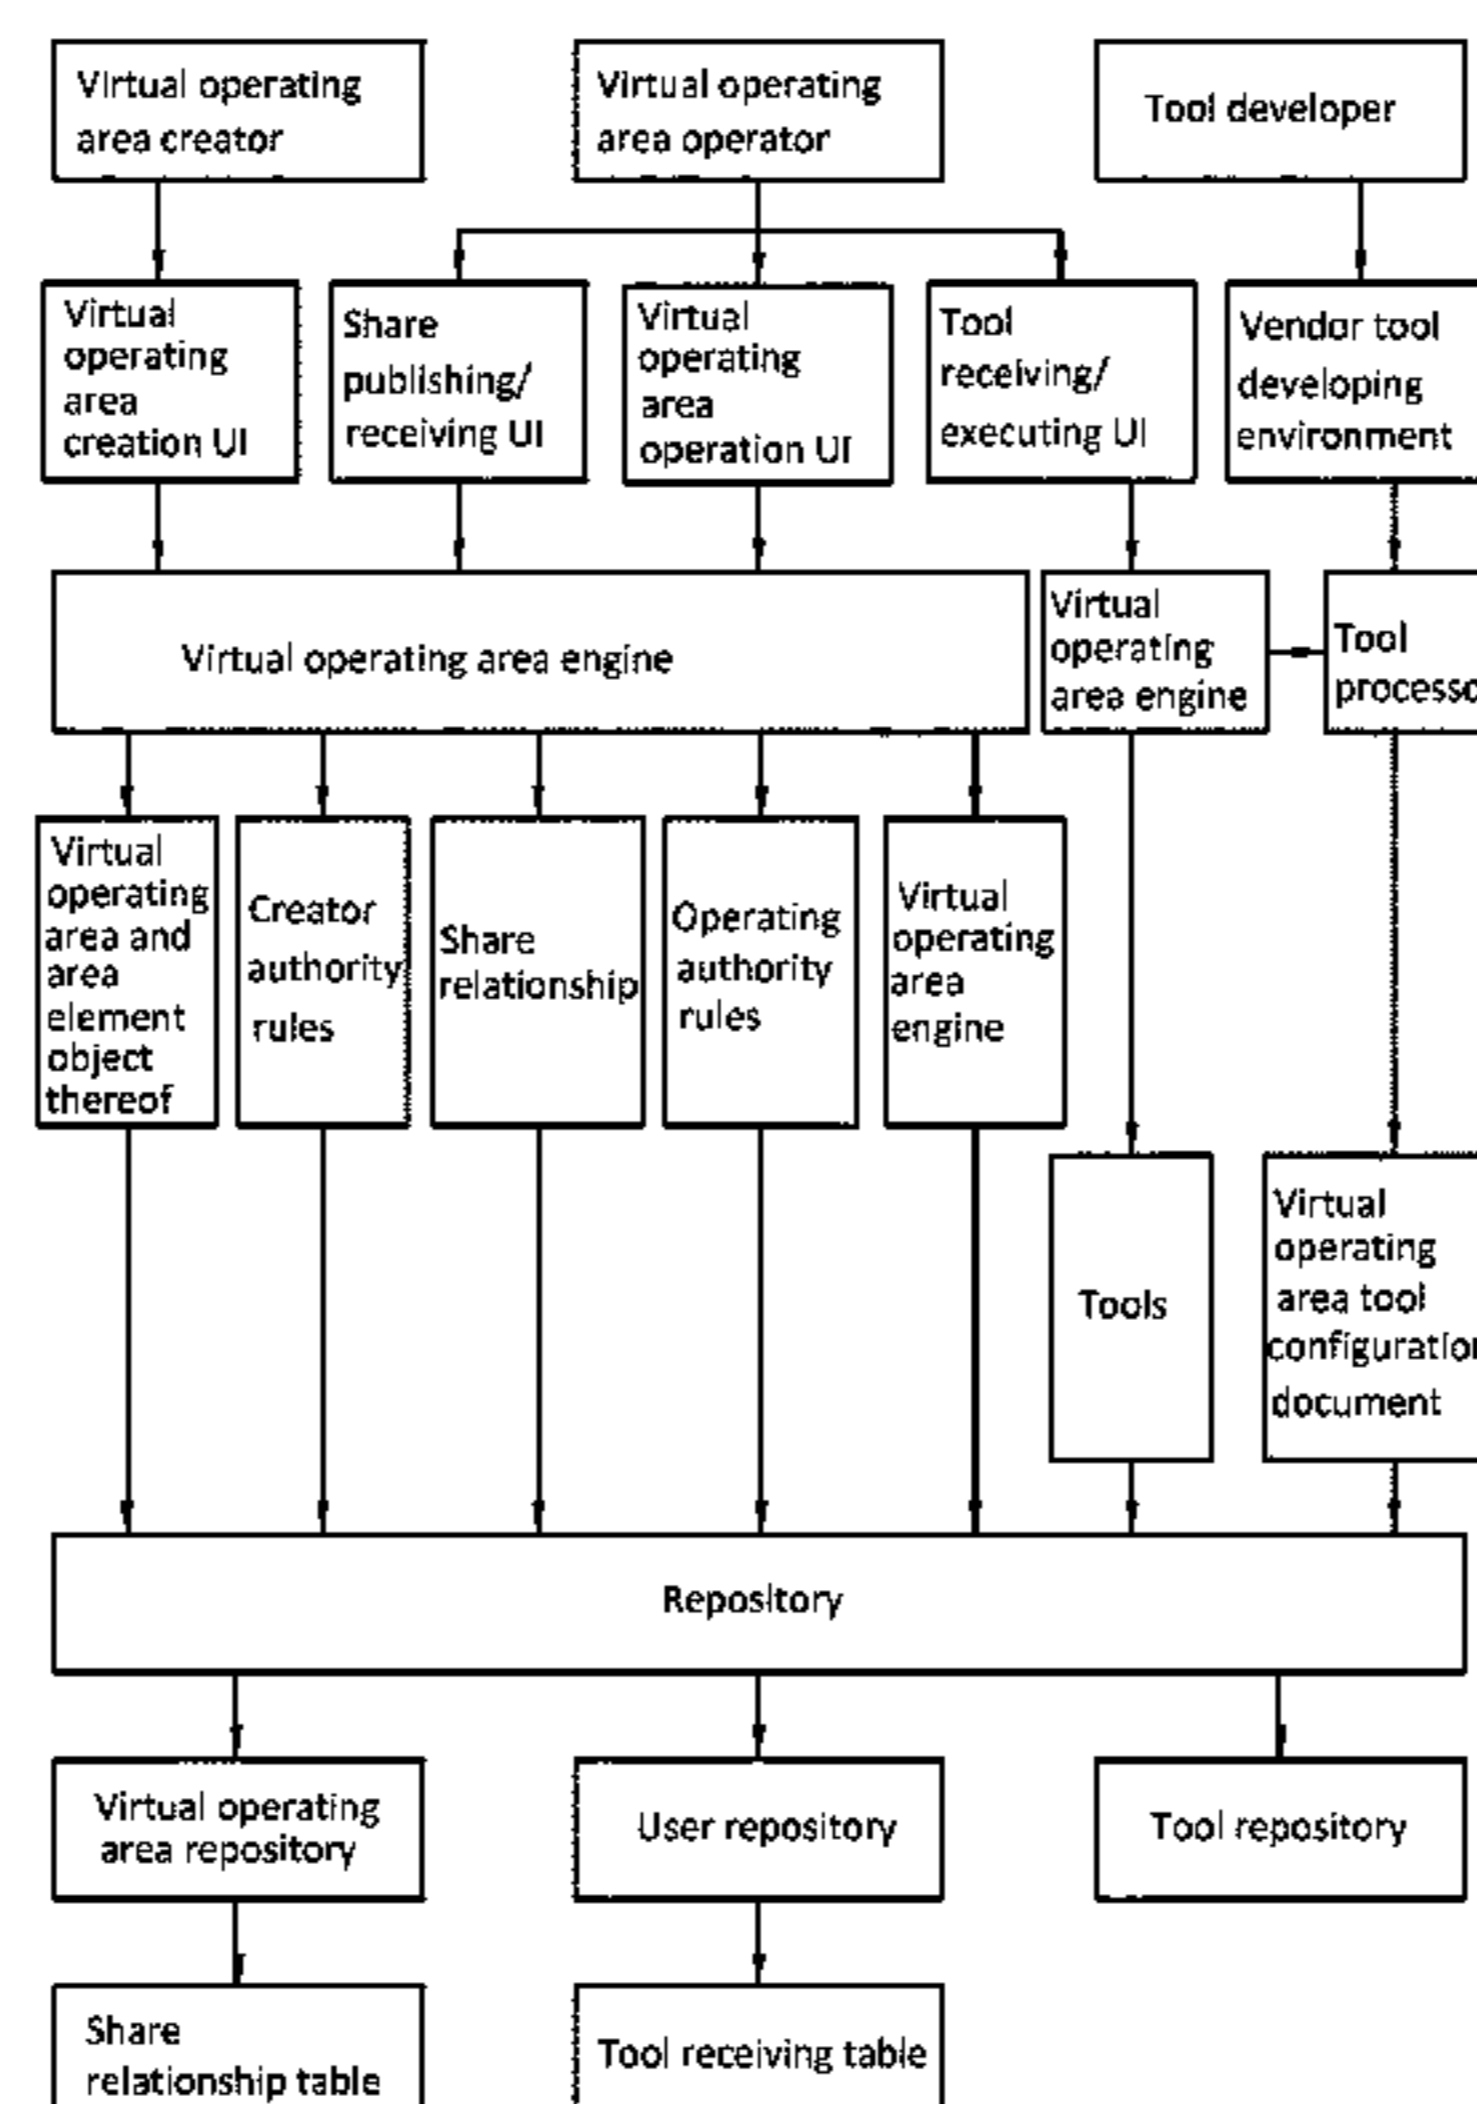 Virtual operating
area creator
Virtual operating
area operator
Tool developer
Virtual
operating
area
creation UI
Share
publishing/
receiving UI
Virtual
operating
area
operation UI
Tool
receiving/
executing UI
Vendor tool
developing
environment
Virtual operating area engine
Virtual
operating
area engine
Tool
processo
Virtual
operating
area and
area
element
object
thereof
Creator
authority
rules
Share
relationship
Operating
authority
rules
Virtual
operating
area
engine
Tools
Virtual
operating
area tool
configuration
document
Repository
Virtual operating
area repository
User repository
Tool repository
Share
relationship table
Tool receiving table